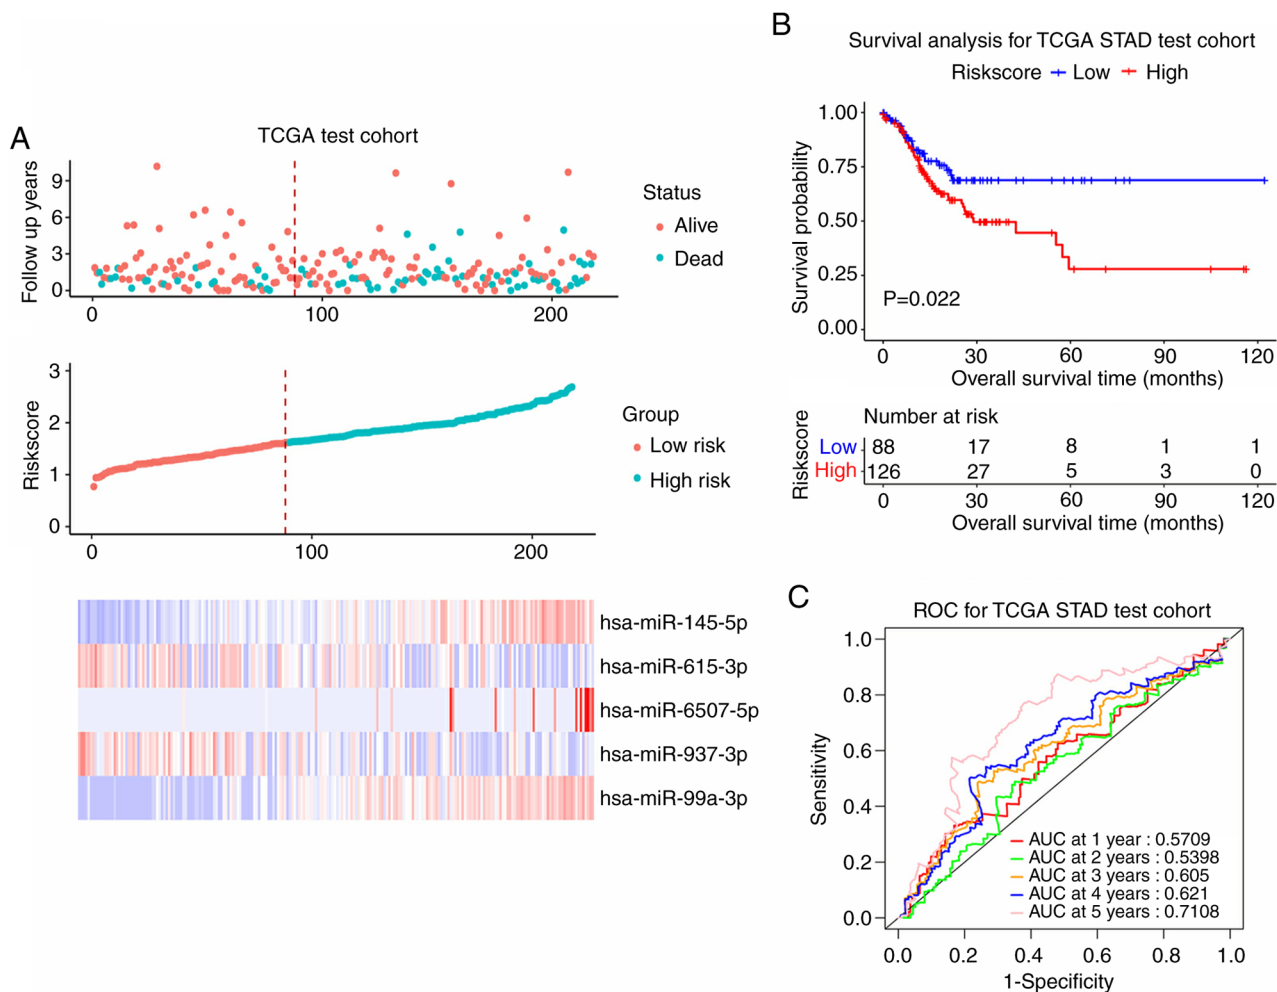 A
TCGA test cohort
Follow up years
9
6
3
0
0 100 200
Status
Alive
Dead
Riskscore
3
2
1
0
0 100 200
Group
Low risk
High risk
hsa-miR-145-5p
hsa-miR-615-3p
hsa-miR-6507-5p
hsa-miR-937-3p
hsa-miR-99a-3p
B
Survival analysis for TCGA STAD test cohort
Riskscore Low High
Survival probability
1.00
0.75
0.50
0.25
0.00
P=0.022
0 30 60 90 120
Overall survival time (months)
Number at risk
Riskscore
Low 88 17 8 1 1
High 126 27 5 3 0
0 30 60 90 120
Overall survival time (months)
C
ROC for TCGA STAD test cohort
Sensitivity
1.0
0.8
0.6
0.4
0.2
0.0
AUC at 1 year : 0.5709
AUC at 2 years : 0.5398
AUC at 3 years : 0.605
AUC at 4 years : 0.621
AUC at 5 years : 0.7108
0.0 0.2 0.4 0.6 0.8 1.0
1-Specificity